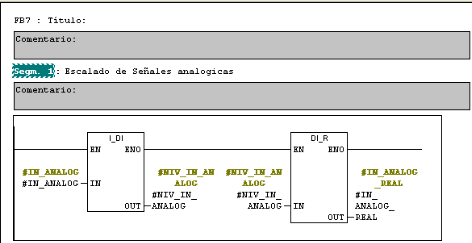 FB7 : Título:
Comentario:
Segm. 1: Escalado de Señales analogicas
Comentario:
I_DI
DI_R
EN ENO
EN ENO
#IN_ANALOG
#NIV_IN_AN
ALOG
#NIV_IN_AN
ALOG
#IN_ANALOG
_REAL
#IN_ANALOG IN
#NIV_IN_
ANALOG
OUT
#NIV_IN_
ANALOG IN
#IN_
ANALOG_
REAL
OUT